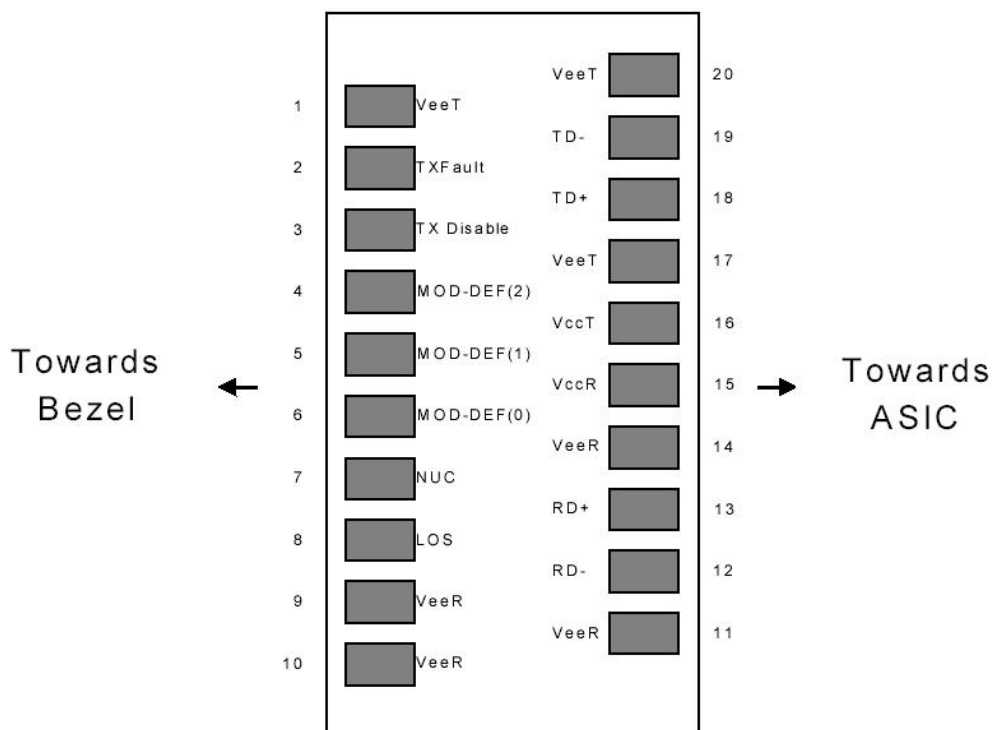 VeeT 20
1 VeeT
TD- 19
2 TXFault
TD+ 18
3 TX Disable
VeeT 17
4 MOD-DEF(2)
VccT 16
5 MOD-DEF(1)
Towards
Bezel
VccR 15
Towards
ASIC
6 MOD-DEF(0)
VeeR 14
7 NUC
RD+ 13
8 LOS
RD- 12
9 VeeR
VeeR 11
10 VeeR